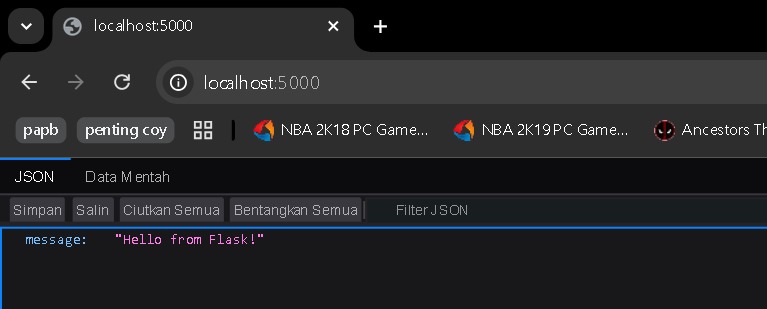 localhost:5000
localhost:5000
papb penting coy NBA 2K18 PC Game... NBA 2K19 PC Game... Ancestors Th
JSON Data Mentah
Simpan Salin Ciutkan Semua Bentangkan Semua Filter JSON
message: "Hello from Flask!"